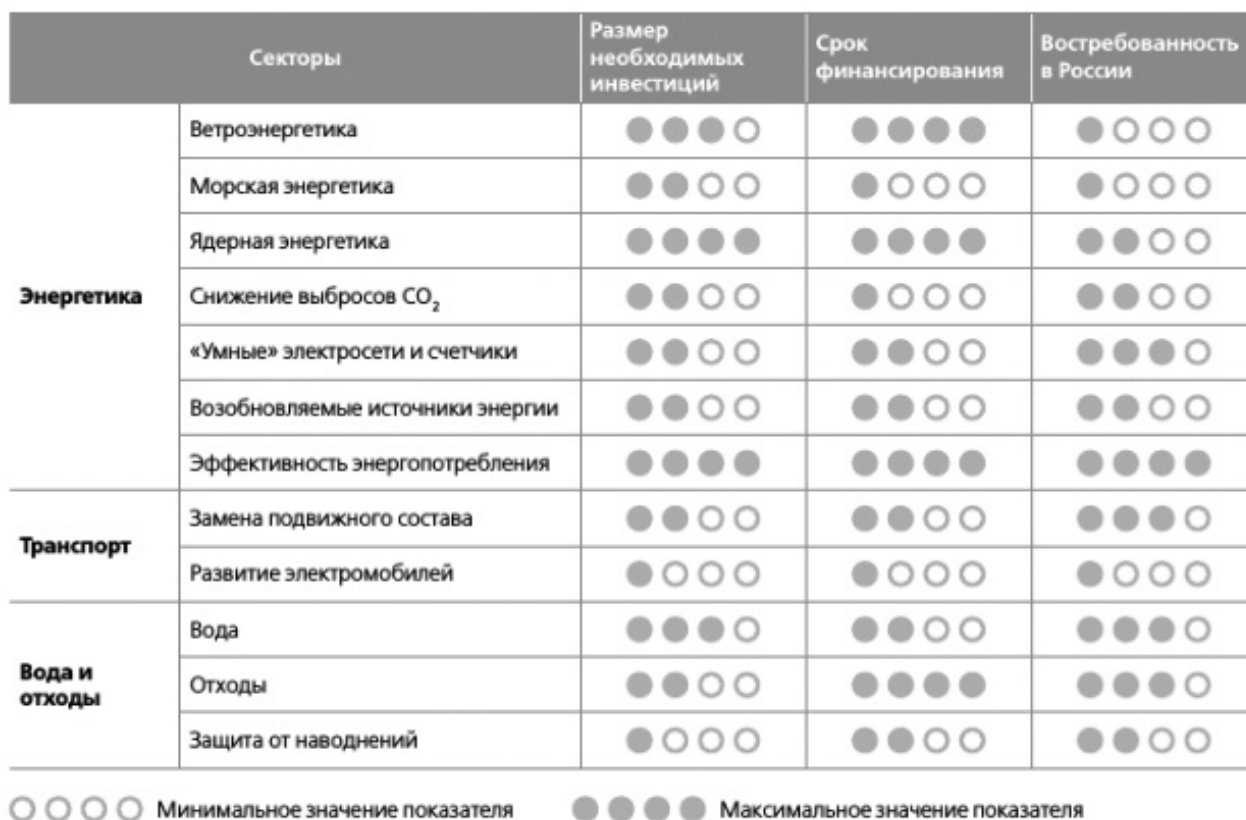 Секторы
Размер
необходимых
инвестиций
Срок
финансирования
Востребованность
в России
Энергетика
Ветроэнергетика
Морская энергетика
Ядерная энергетика
Снижение выбросов CO₂
«Умные» электросети и счетчики
Возобновляемые источники энергии
Эффективность энергопотребления
Транспорт
Замена подвижного состава
Развитие электромобилей
Вода и
отходы
Вода
Отходы
Защита от наводнений
Минимальное значение показателя
Максимальное значение показателя